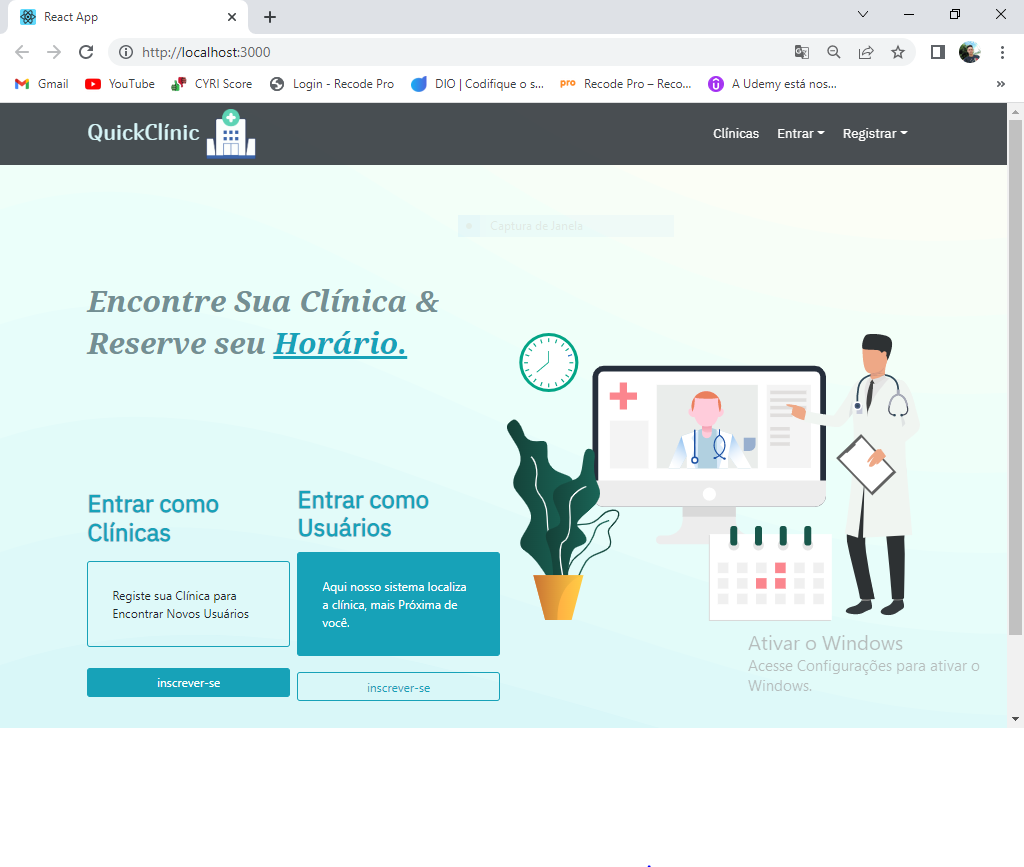 React App
http://localhost:3000
Gmail
YouTube
CYRI Score
Login - Recode Pro
DIO | Codifique o s...
pro
Recode Pro – Reco...
A Udemy está nos...
»
QuickClínic
Clínicas
Entrar
Registrar
Captura de Janela
Encontre Sua Clínica &
Reserve seu Horário.
Entrar como
Clínicas
Registe sua Clínica para
Encontrar Novos Usuários
inscrever-se
Entrar como
Usuários
Aqui nosso sistema localiza
a clínica, mais Próxima de
você.
inscrever-se
Ativar o Windows
Acesse Configurações para ativar o
Windows.